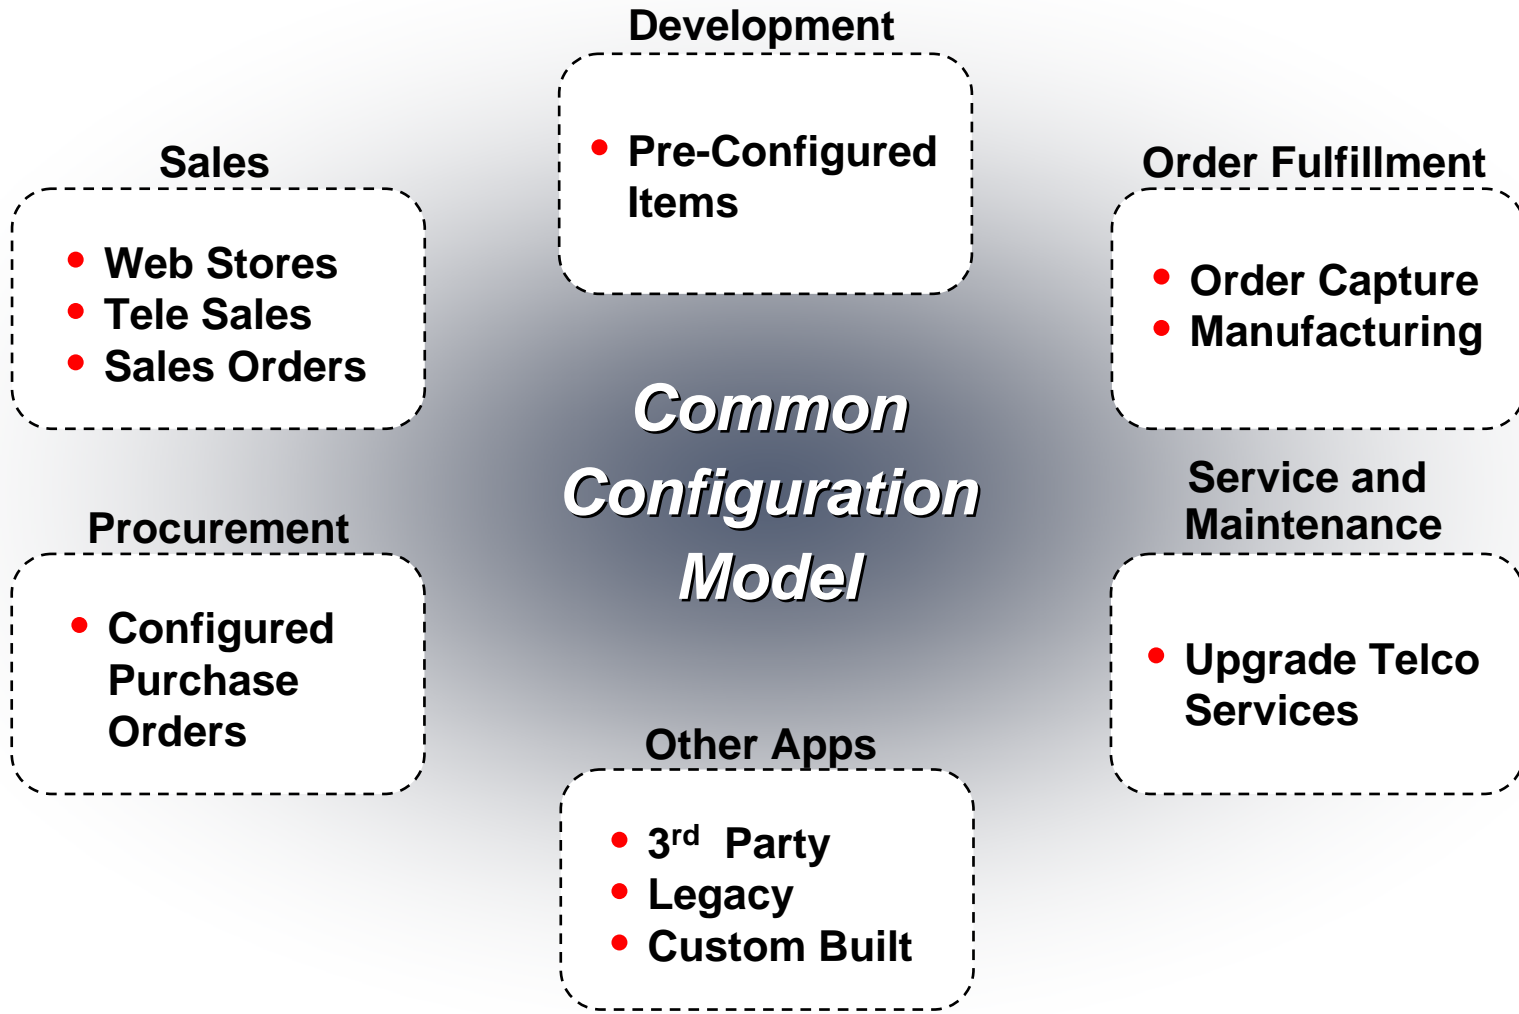 Development
• Pre-Configured
Items
Sales
• Web Stores
• Tele Sales
• Sales Orders
Order Fulfillment
• Order Capture
• Manufacturing
Common
Configuration
Model
Procurement
• Configured
Purchase
Orders
Service and
Maintenance
• Upgrade Telco
Services
Other Apps
• 3rd Party
• Legacy
• Custom Built